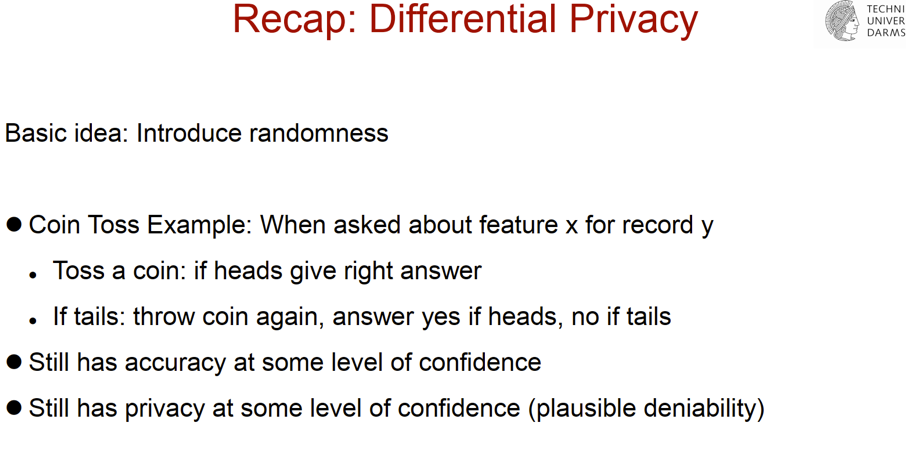 Recap: Differential Privacy
TECHNI
UNIVER
DARMS
Basic idea: Introduce randomness
● Coin Toss Example: When asked about feature x for record y
• Toss a coin: if heads give right answer
• If tails: throw coin again, answer yes if heads, no if tails
● Still has accuracy at some level of confidence
● Still has privacy at some level of confidence (plausible deniability)